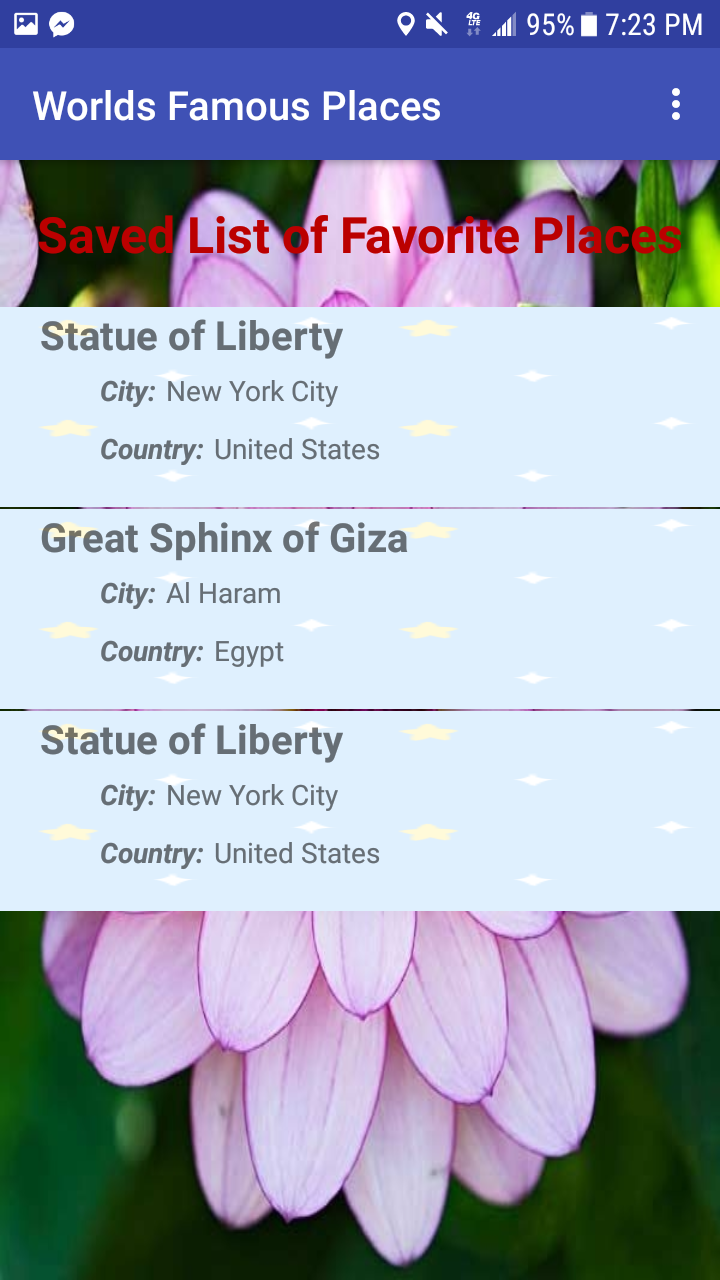 4G LTE 95% 7:23 PM
Worlds Famous Places
Saved List of Favorite Places
Statue of Liberty
City: New York City
Country: United States
Great Sphinx of Giza
City: Al Haram
Country: Egypt
Statue of Liberty
City: New York City
Country: United States